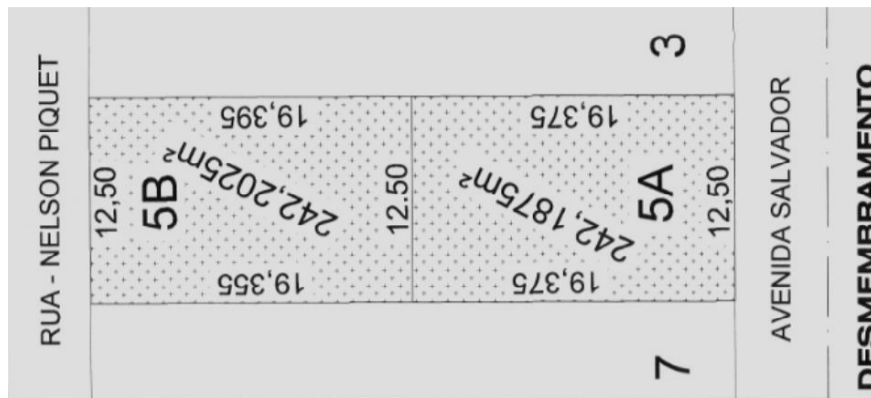 RUA - NELSON PIQUET
12,50
5B
242,2025m²
19,395
19,355
12.50
242,1875m²
19,375
19,375
5A
12,50
3
7
AVENIDA SALVADOR
DESMEMBRAMENTO